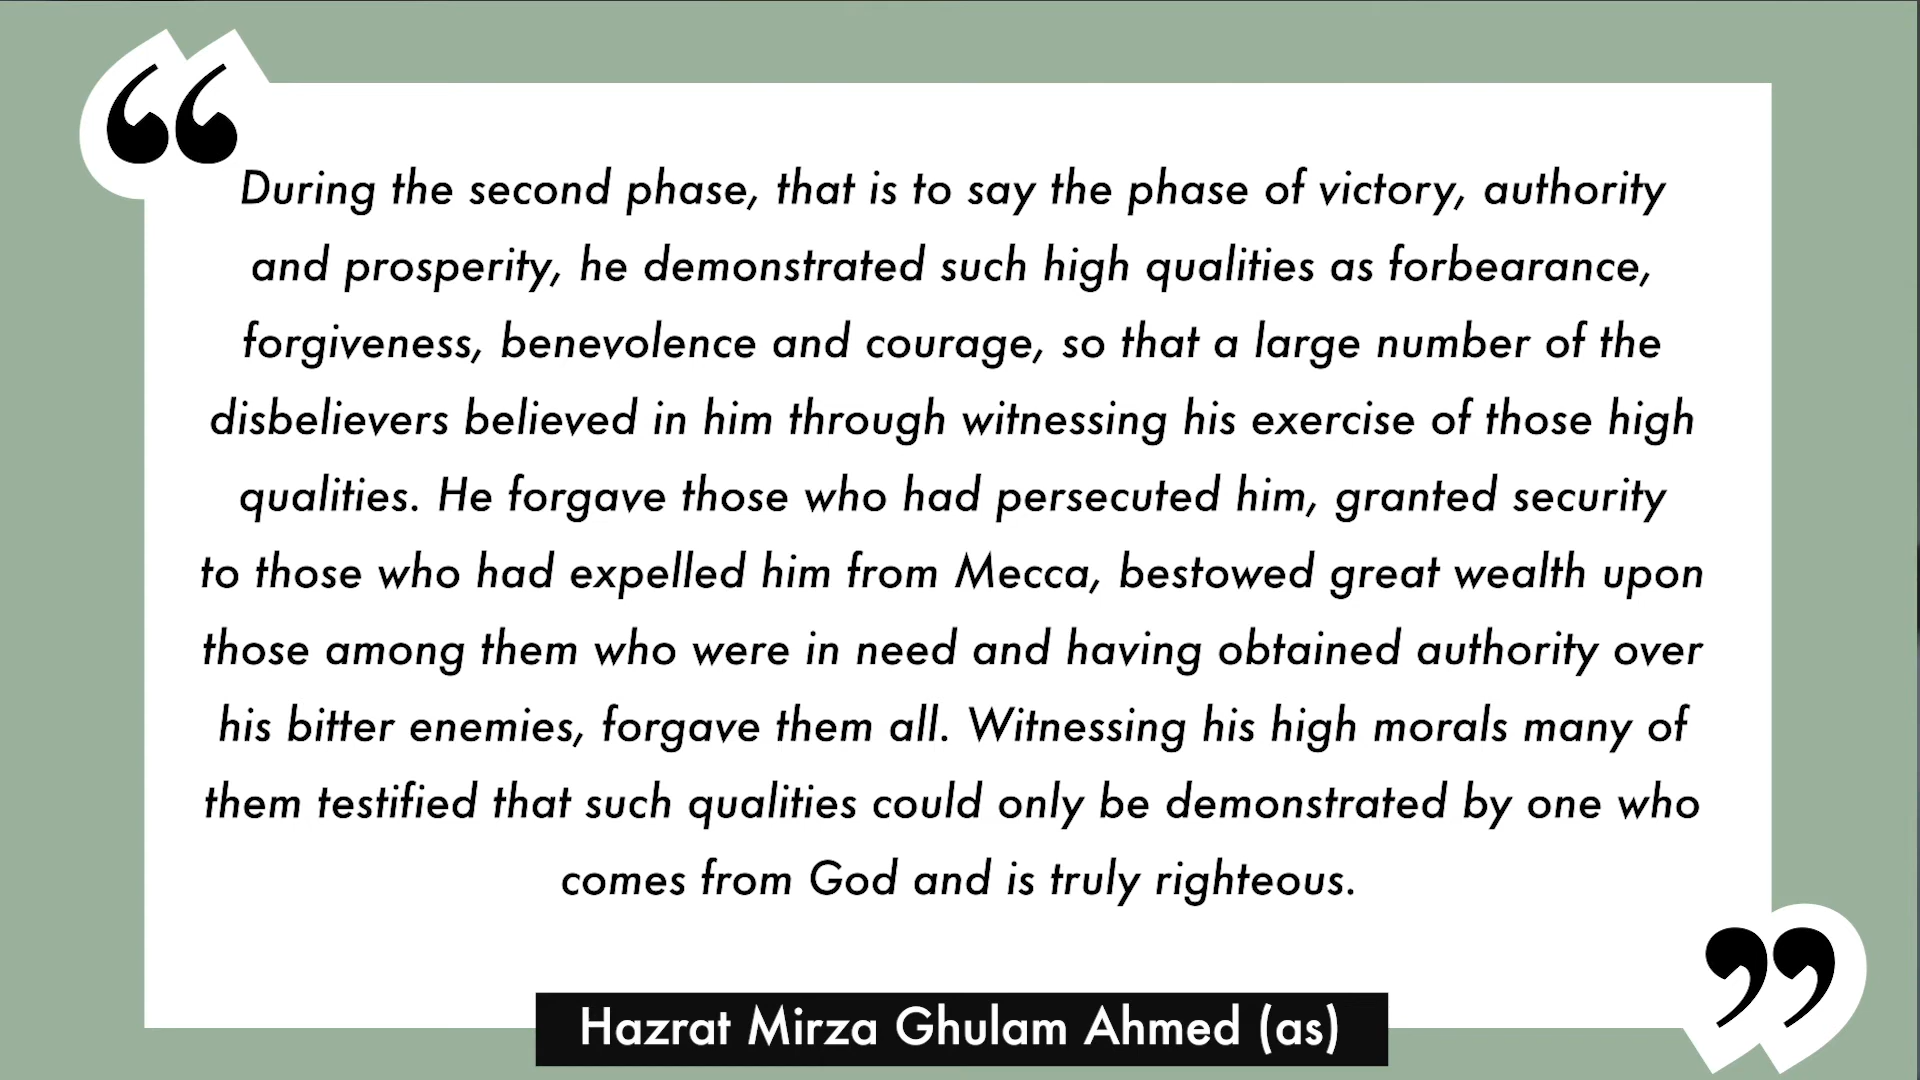 “
During the second phase, that is to say the phase of victory, authority
and prosperity, he demonstrated such high qualities as forbearance,
forgiveness, benevolence and courage, so that a large number of the
disbelievers believed in him through witnessing his exercise of those high
qualities. He forgave those who had persecuted him, granted security
to those who had expelled him from Mecca, bestowed great wealth upon
those among them who were in need and having obtained authority over
his bitter enemies, forgave them all. Witnessing his high morals many of
them testified that such qualities could only be demonstrated by one who
comes from God and is truly righteous.
”
Hazrat Mirza Ghulam Ahmed (as)